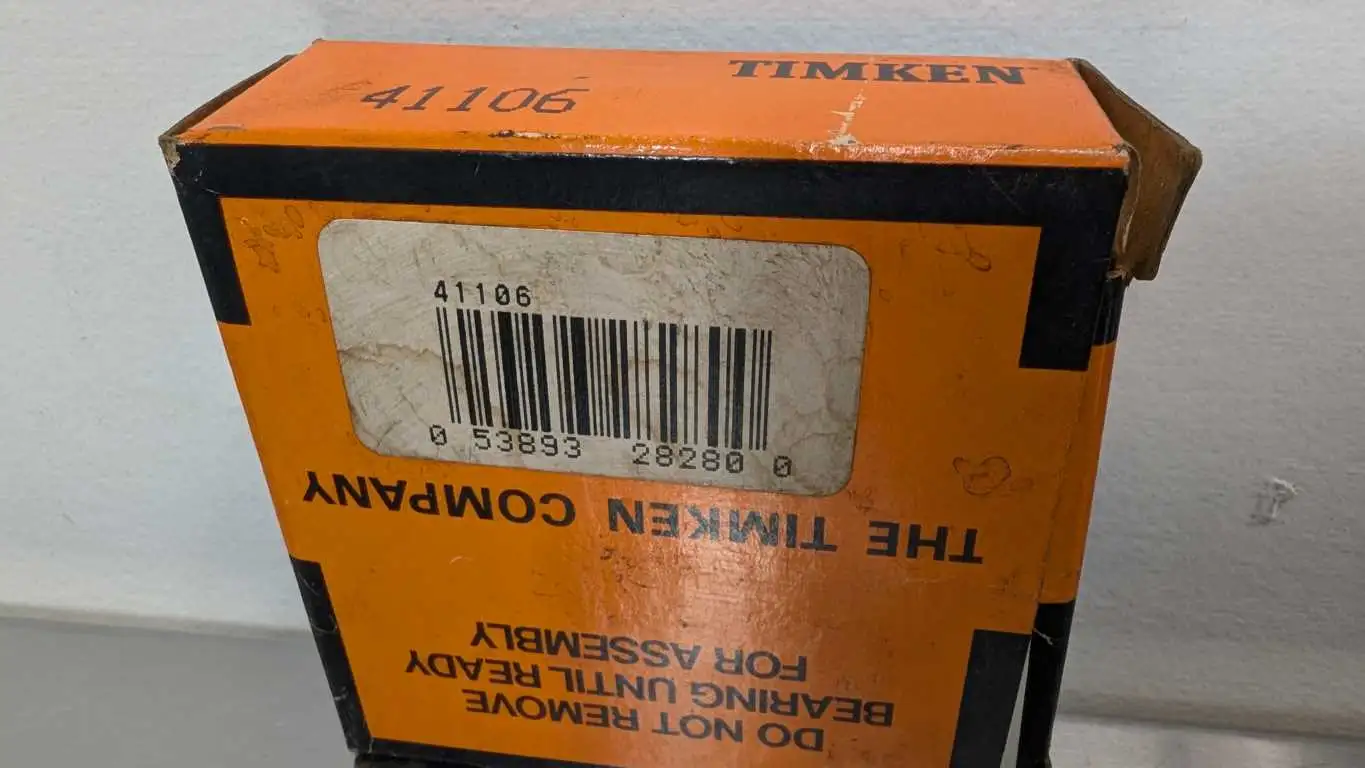 TIMKEN
41106
41106
0 53893 28280 0
THE TIMKEN COMPANY
DO NOT REMOVE
BEARING UNTIL READY
FOR ASSEMBLY